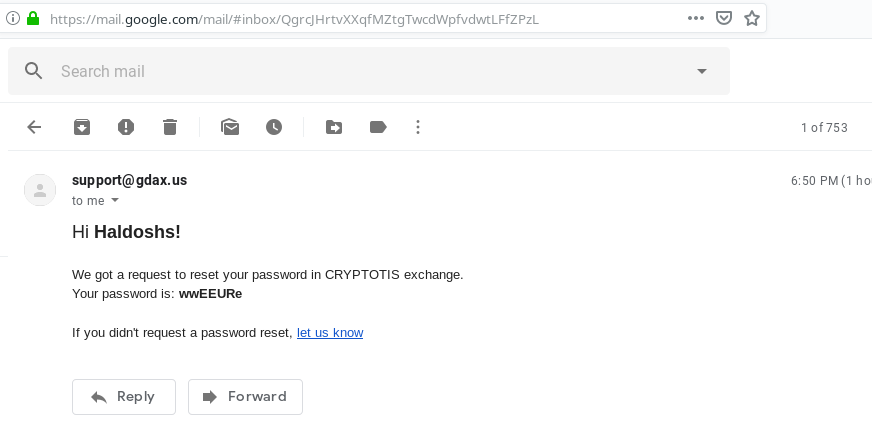 https://mail.google.com/mail/#inbox/QgrcJHrtvXXqfMZtgTwcdWpfvdwtLFfZPzL
Search mail
1 of 753
support@gdax.us
6:50 PM (1 hou
to me
Hi Haldoshs!
We got a request to reset your password in CRYPTOTIS exchange.
Your password is: wwEEURe
If you didn't request a password reset, let us know
Reply
Forward